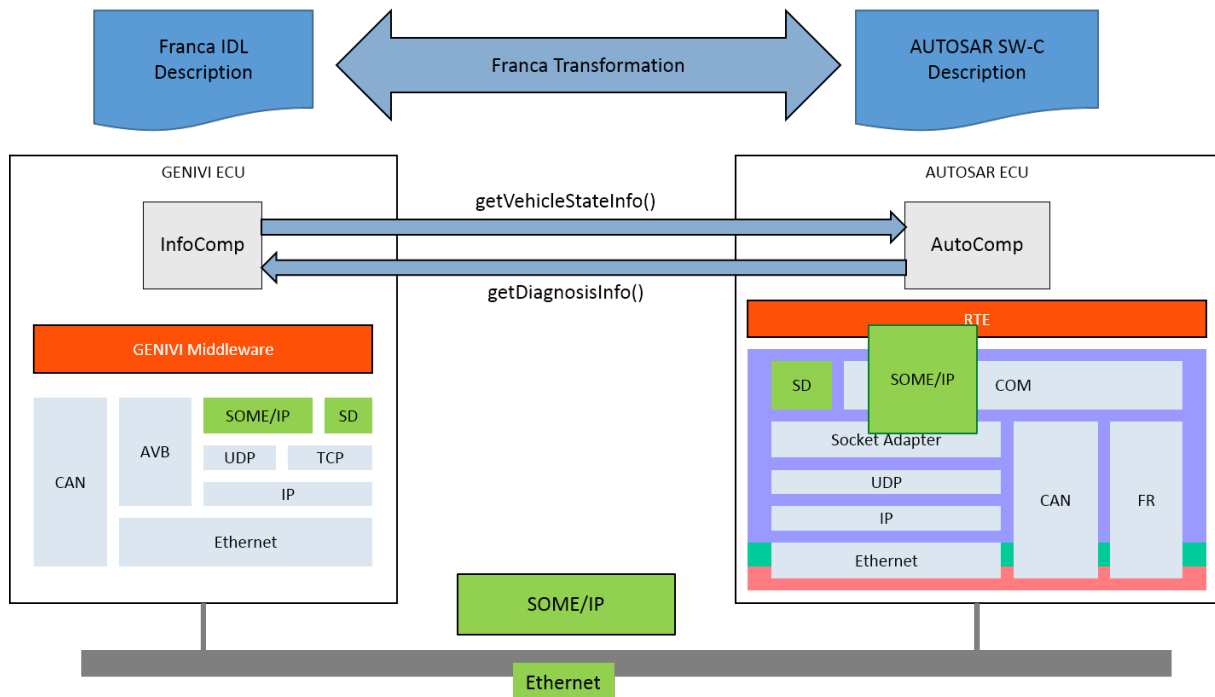 Franca IDL
Description
Franca Transformation
AUTOSAR SW-C
Description
GENIVI ECU
AUTOSAR ECU
getVehicleStateInfo()
InfoComp
AutoComp
getDiagnosisInfo()
GENIVI Middleware
RTE
SOME/IP
SD
CAN
AVB
UDP
TCP
IP
Ethernet
SD
SOME/IP
COM
Socket Adapter
UDP
IP
Ethernet
CAN
FR
SOME/IP
Ethernet